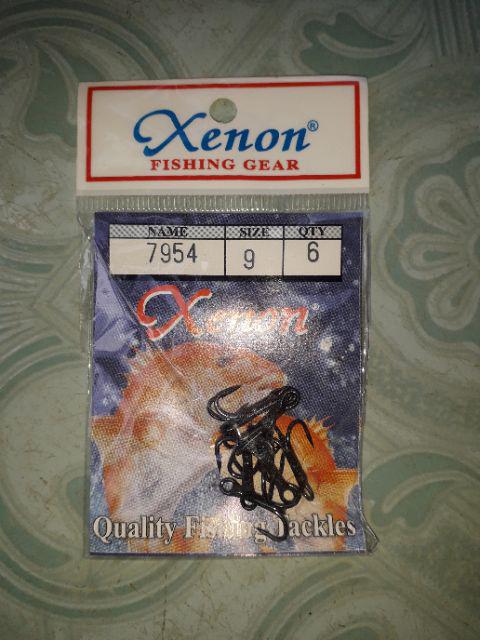 Xenon®
FISHING GEAR
NAME SIZE QTY
7954 9 6
Xenon
Quality Fishing Tackles